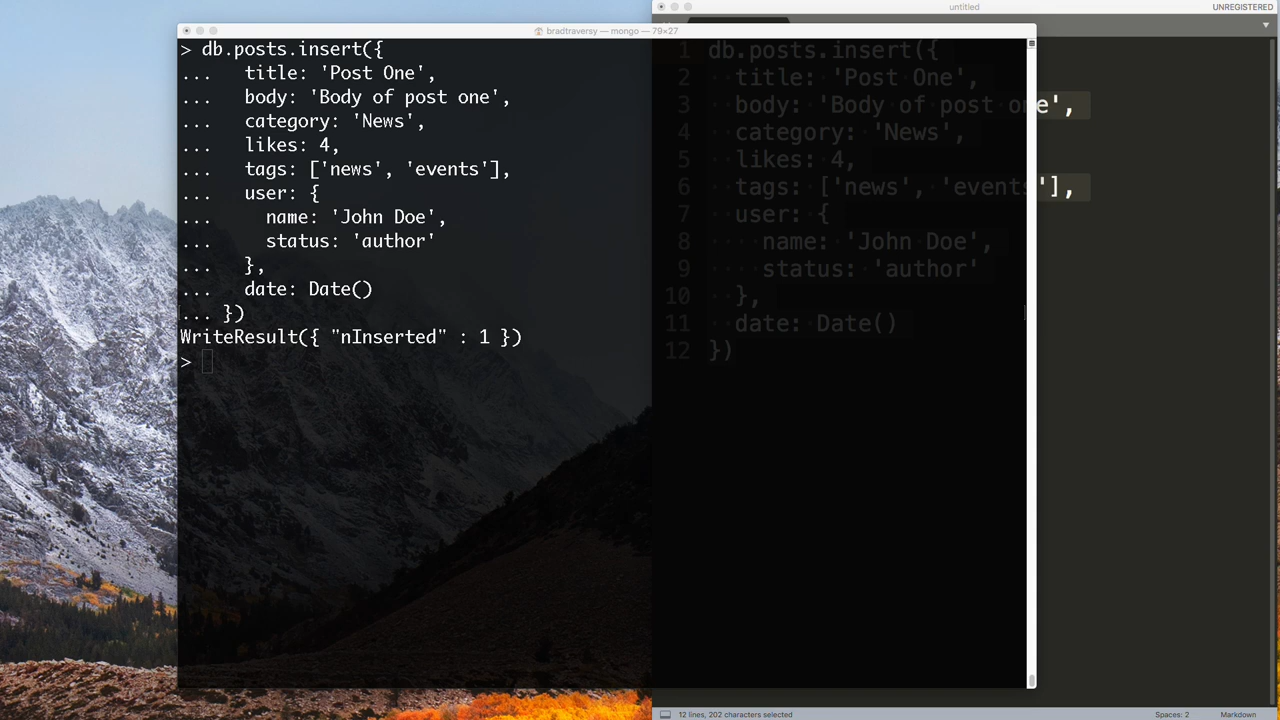 untitled
UNREGISTERED
bradtraversy — mongo — 79×27
> db.posts.insert({
...   title: 'Post One',
...   body: 'Body of post one',
...   category: 'News',
...   likes: 4,
...   tags: ['news', 'events'],
...   user: {
...     name: 'John Doe',
...     status: 'author'
...   },
...   date: Date()
... })
WriteResult({ "nInserted" : 1 })
>
1 db.posts.insert({
2   title: 'Post One',
3   body: 'Body of post one',
4   category: 'News',
5   likes: 4,
6   tags: ['news', 'events'],
7   user: {
8     name: 'John Doe',
9     status: 'author'
10   },
11   date: Date()
12 })
12 lines, 202 characters selected
Spaces: 2
Markdown